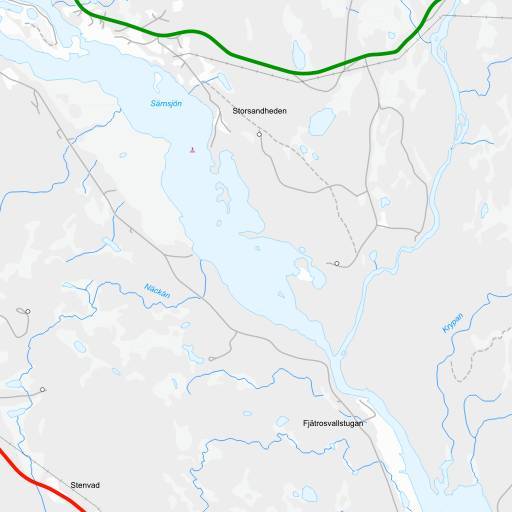 Sämsjön
Storsandheden
Näckån
Krypan
Fjätrosvallstugan
Stenvad